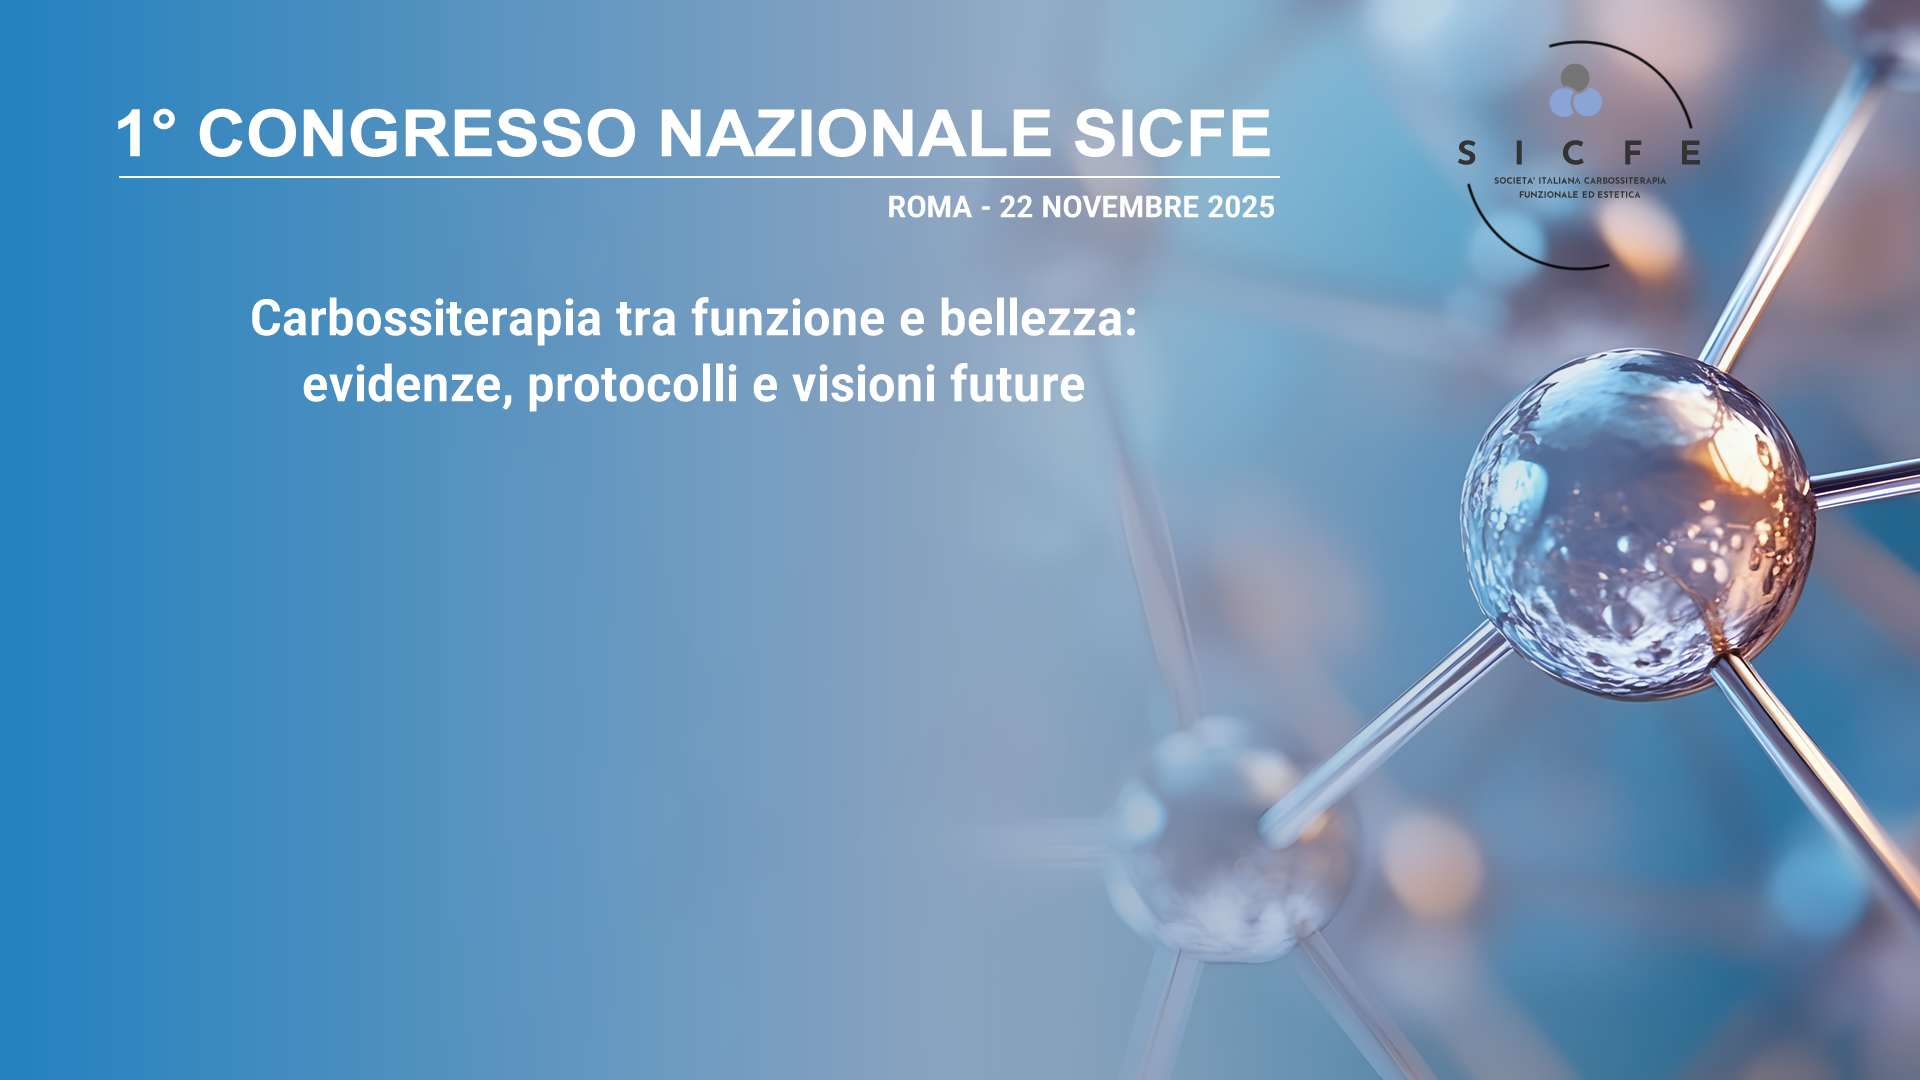 1° CONGRESSO NAZIONALE SICFE
ROMA - 22 NOVEMBRE 2025
SICFE
SOCIETA' ITALIANA CARBOSSITERAPIA
FUNZIONALE ED ESTETICA
Carbossiterapia tra funzione e bellezza:
evidenze, protocolli e visioni future